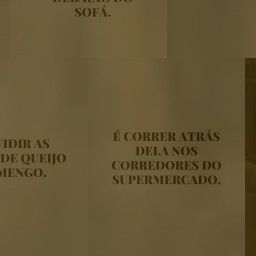 SOFÁ.
É CORRER ATRÁS
DELA NOS
CORREDORES DO
SUPERMERCADO.
VIDIR AS
DE QUEIJO
MENGO.